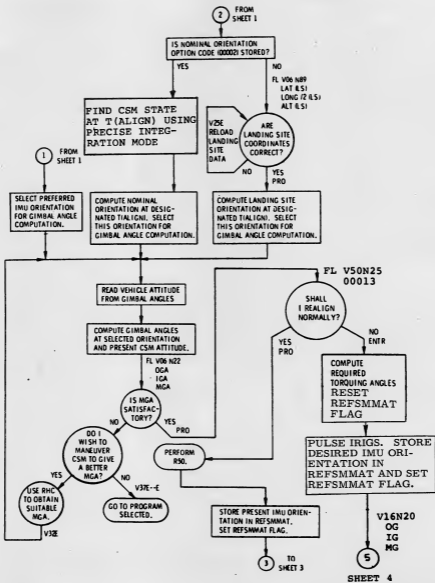 2
FROM
SHEET 1
IS NOMINAL ORIENTATION
OPTION CODE (00002) STORED?
YES
NO
FL V06 N89
LAT (LS)
LONG /2 (LS)
ALT (LS)
FIND CSM STATE
AT T(ALIGN) USING
PRECISE INTEG-
RATION MODE
V25E
RELOAD
LANDING
SITE
DATA
ARE
LANDING SITE
COORDINATES
CORRECT?
NO
YES
PRO
1
FROM
SHEET 1
SELECT PREFERRED
IMU ORIENTATION
FOR GIMBAL ANGLE
COMPUTATION.
COMPUTE NOMINAL
ORIENTATION AT DESIG-
NATED T(ALIGN). SELECT
THIS ORIENTATION FOR
GIMBAL ANGLE COMPUTATION.
COMPUTE LANDING SITE
ORIENTATION AT DESIG-
NATED T(ALIGN). SELECT
THIS ORIENTATION FOR
GIMBAL ANGLE COMPUTATION.
READ VEHICLE ATTITUDE
FROM GIMBAL ANGLES
COMPUTE GIMBAL ANGLES
AT SELECTED ORIENTATION
AND PRESENT CSM ATTITUDE.
FL V06 N22
OGA
IGA
MGA
IS MGA
SATISFAC-
TORY?
NO
YES
PRO
FL V50N25
00013
SHALL
I REALIGN
NORMALLY?
YES
PRO
NO
ENTR
COMPUTE
REQUIRED
TORQUING ANGLES
RESET
REFSMMAT
FLAG
DO I
WISH TO
MANEUVER
CSM TO GIVE
A BETTER
MGA?
YES
NO
V37E--E
USE RHC
TO OBTAIN
SUITABLE
MGA.
V32E
GO TO PROGRAM
SELECTED.
PERFORM
R50.
PULSE IRIGS. STORE
DESIRED IMU ORI-
ENTATION IN
REFSMMAT AND SET
REFSMMAT FLAG.
STORE PRESENT IMU ORI-
ENTATION IN REFSMMAT.
SET REFSMMAT FLAG.
3
TO
SHEET 3
V16N20
OG
IG
MG
5
SHEET 4